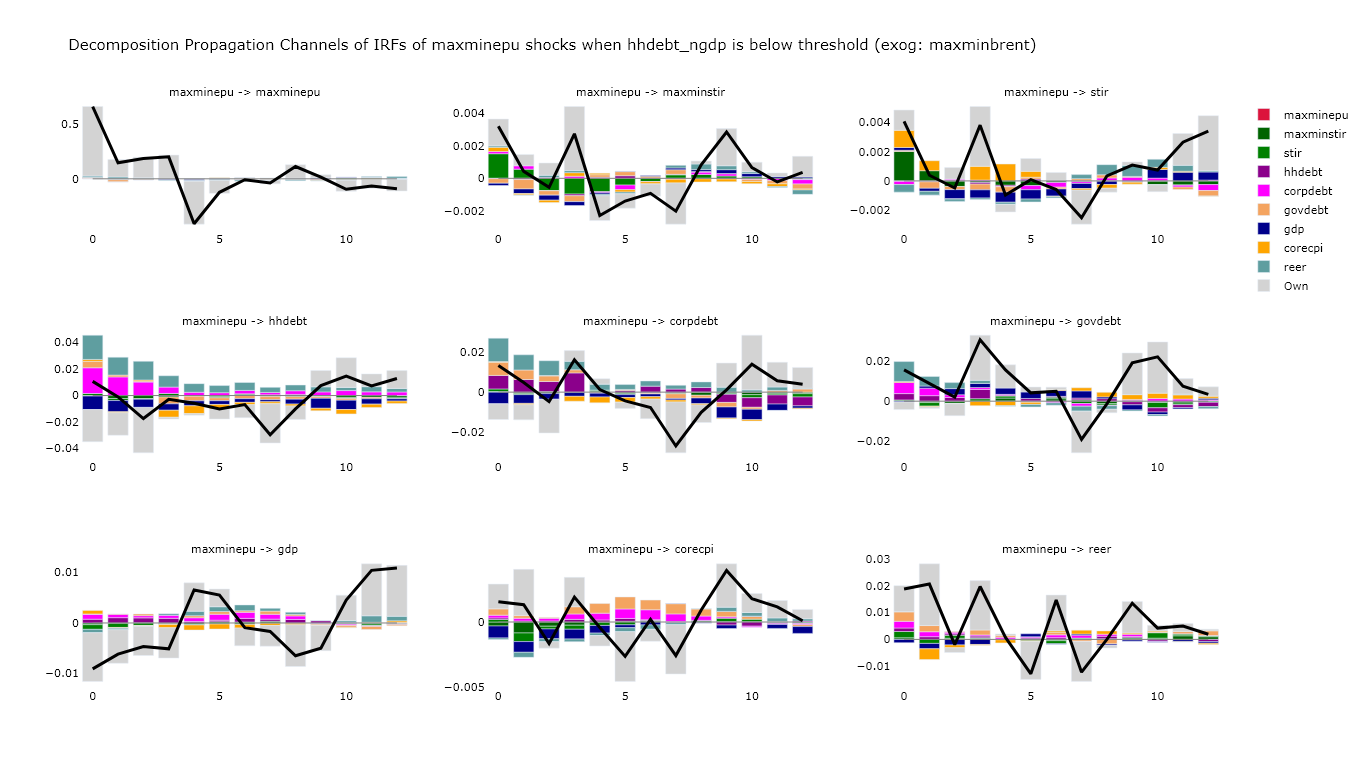 Decomposition Propagation Channels of IRFs of maxminepu shocks when hhdebt_ngdp is below threshold (exog: maxminbrent)
maxminepu -> maxminepu
0.5
0
0
5
10
maxminepu -> maxminstir
0.004
0.002
0
−0.002
0
5
10
maxminepu -> stir
0.004
0.002
0
−0.002
0
5
10
maxminepu
maxminstir
stir
hhdebt
corpdebt
govdebt
gdp
corecpi
reer
Own
maxminepu -> hhdebt
0.04
0.02
0
−0.02
−0.04
0
5
10
maxminepu -> corpdebt
0.02
0
−0.02
0
5
10
maxminepu -> govdebt
0.02
0
−0.02
0
5
10
maxminepu -> gdp
0.01
0
−0.01
0
5
10
maxminepu -> corecpi
0
−0.005
0
5
10
maxminepu -> reer
0.03
0.02
0.01
0
−0.01
0
5
10